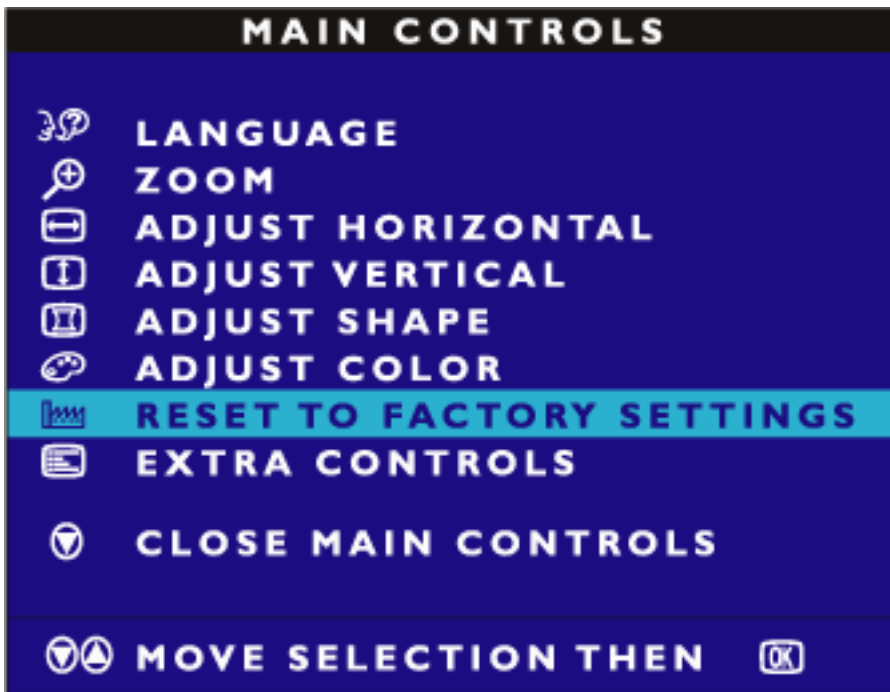 MAIN CONTROLS
LANGUAGE
ZOOM
ADJUST HORIZONTAL
ADJUST VERTICAL
ADJUST SHAPE
ADJUST COLOR
RESET TO FACTORY SETTINGS
EXTRA CONTROLS
CLOSE MAIN CONTROLS
MOVE SELECTION THEN OK